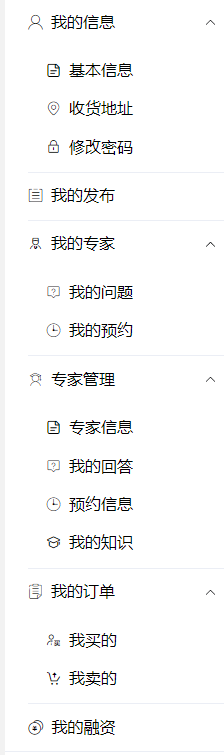 我的信息
基本信息
收货地址
修改密码
我的发布
我的专家
我的问题
我的预约
专家管理
专家信息
我的回答
预约信息
我的知识
我的订单
我买的
我卖的
我的融资